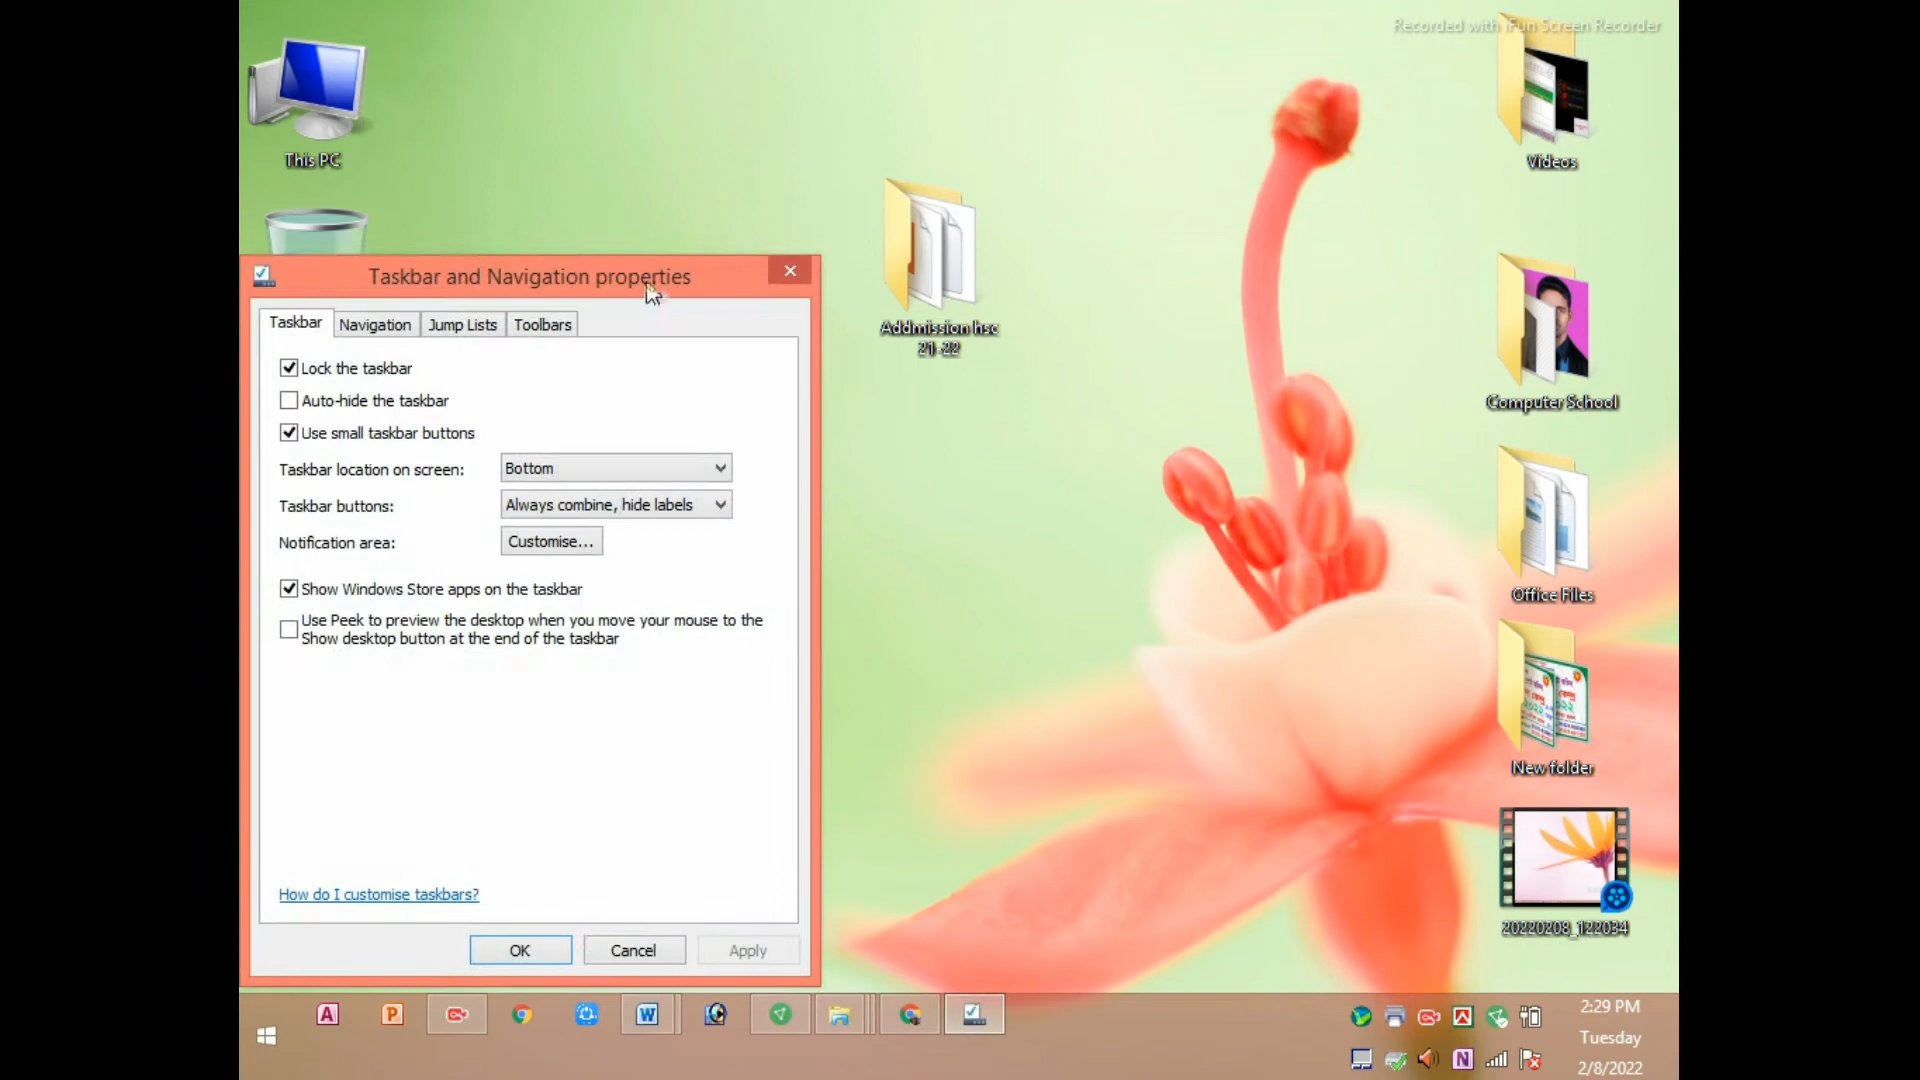 Recorded with iFun Screen Recorder
This PC
Videos
Addmission hsc
21-22
Computer School
Office Files
New folder
20220208_122034
Taskbar and Navigation properties
Taskbar
Navigation
Jump Lists
Toolbars
Lock the taskbar
Auto-hide the taskbar
Use small taskbar buttons
Taskbar location on screen:
Bottom
Taskbar buttons:
Always combine, hide labels
Notification area:
Customise...
Show Windows Store apps on the taskbar
Use Peek to preview the desktop when you move your mouse to the
Show desktop button at the end of the taskbar
How do I customise taskbars?
OK
Cancel
Apply
2:29 PM
Tuesday
2/8/2022